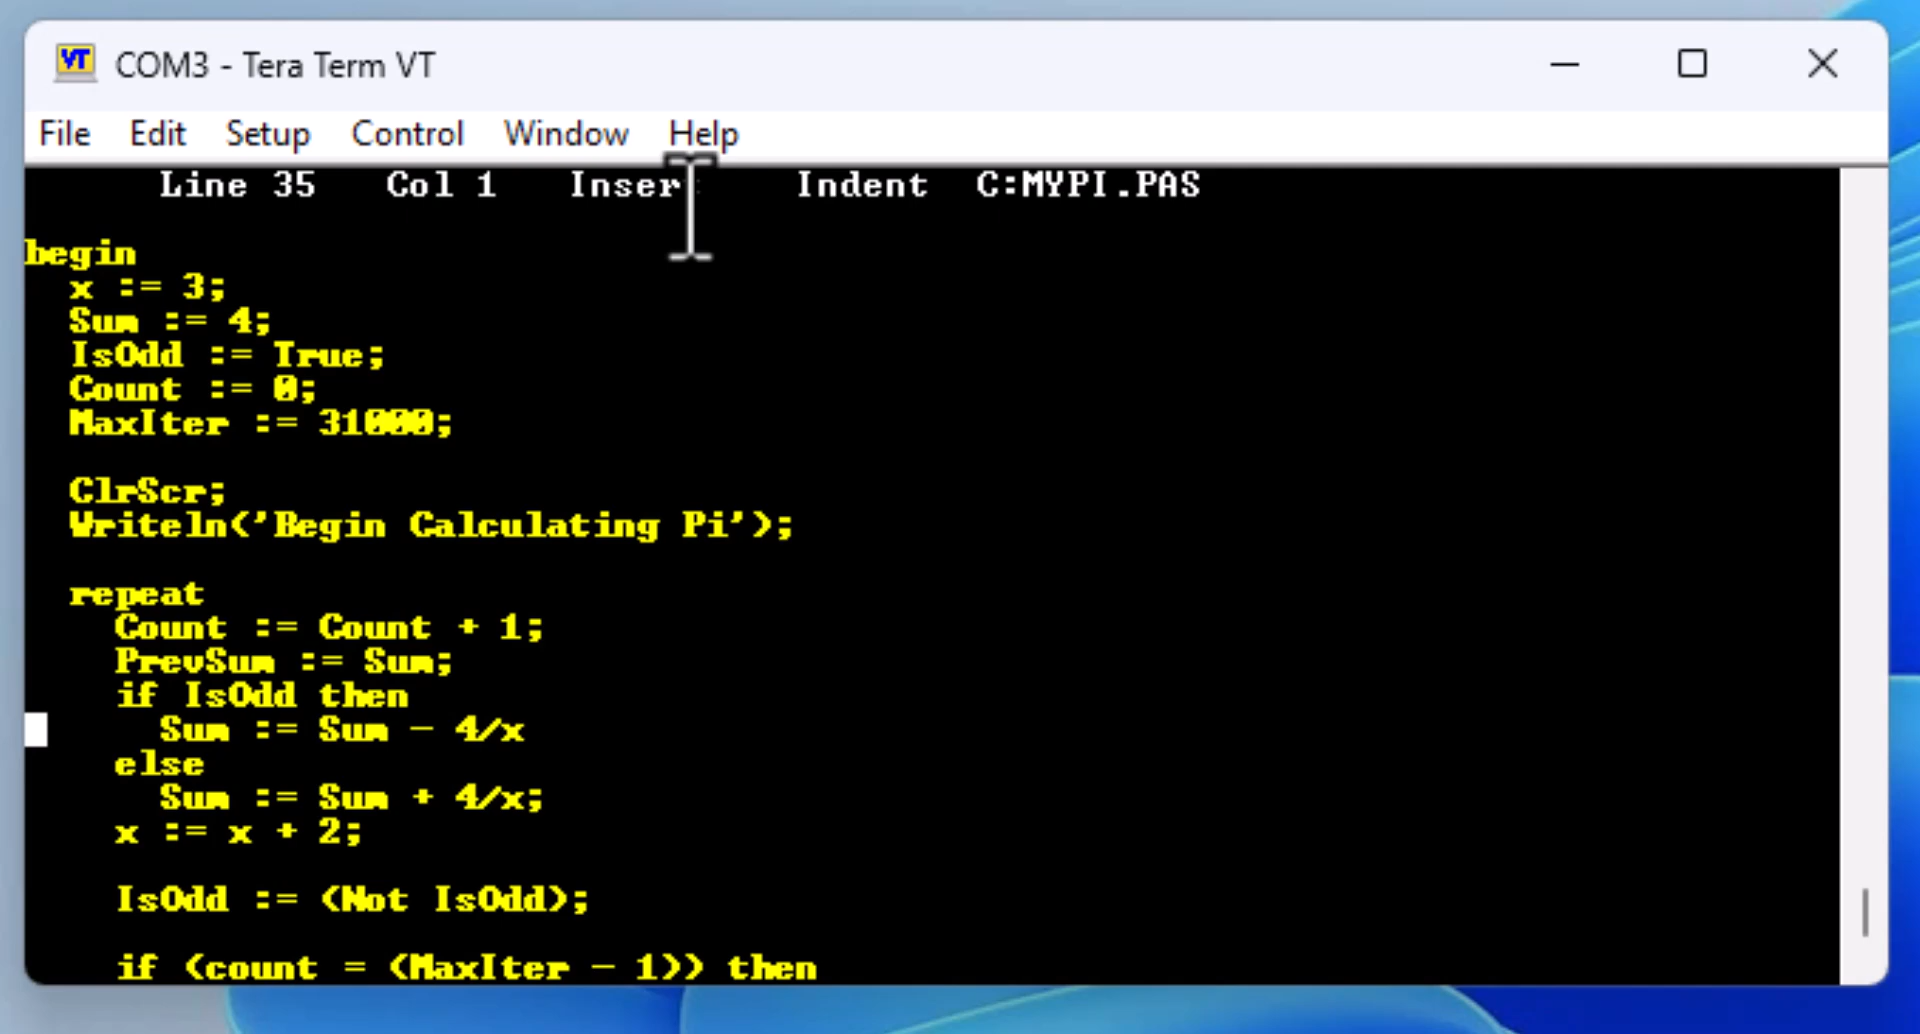 VT COM3 - Tera Term VT
File Edit Setup Control Window Help
Line 35 Col 1 Inser Indent C:MYPI.PAS
begin
x := 3;
Sum := 4;
IsOdd := True;
Count := 0;
MaxIter := 31000;
ClrScr;
Writeln('Begin Calculating Pi');
repeat
Count := Count + 1;
PrevSum := Sum;
if IsOdd then
Sum := Sum - 4/x
else
Sum := Sum + 4/x;
x := x + 2;
IsOdd := (Not IsOdd);
if (count = (MaxIter - 1)) then